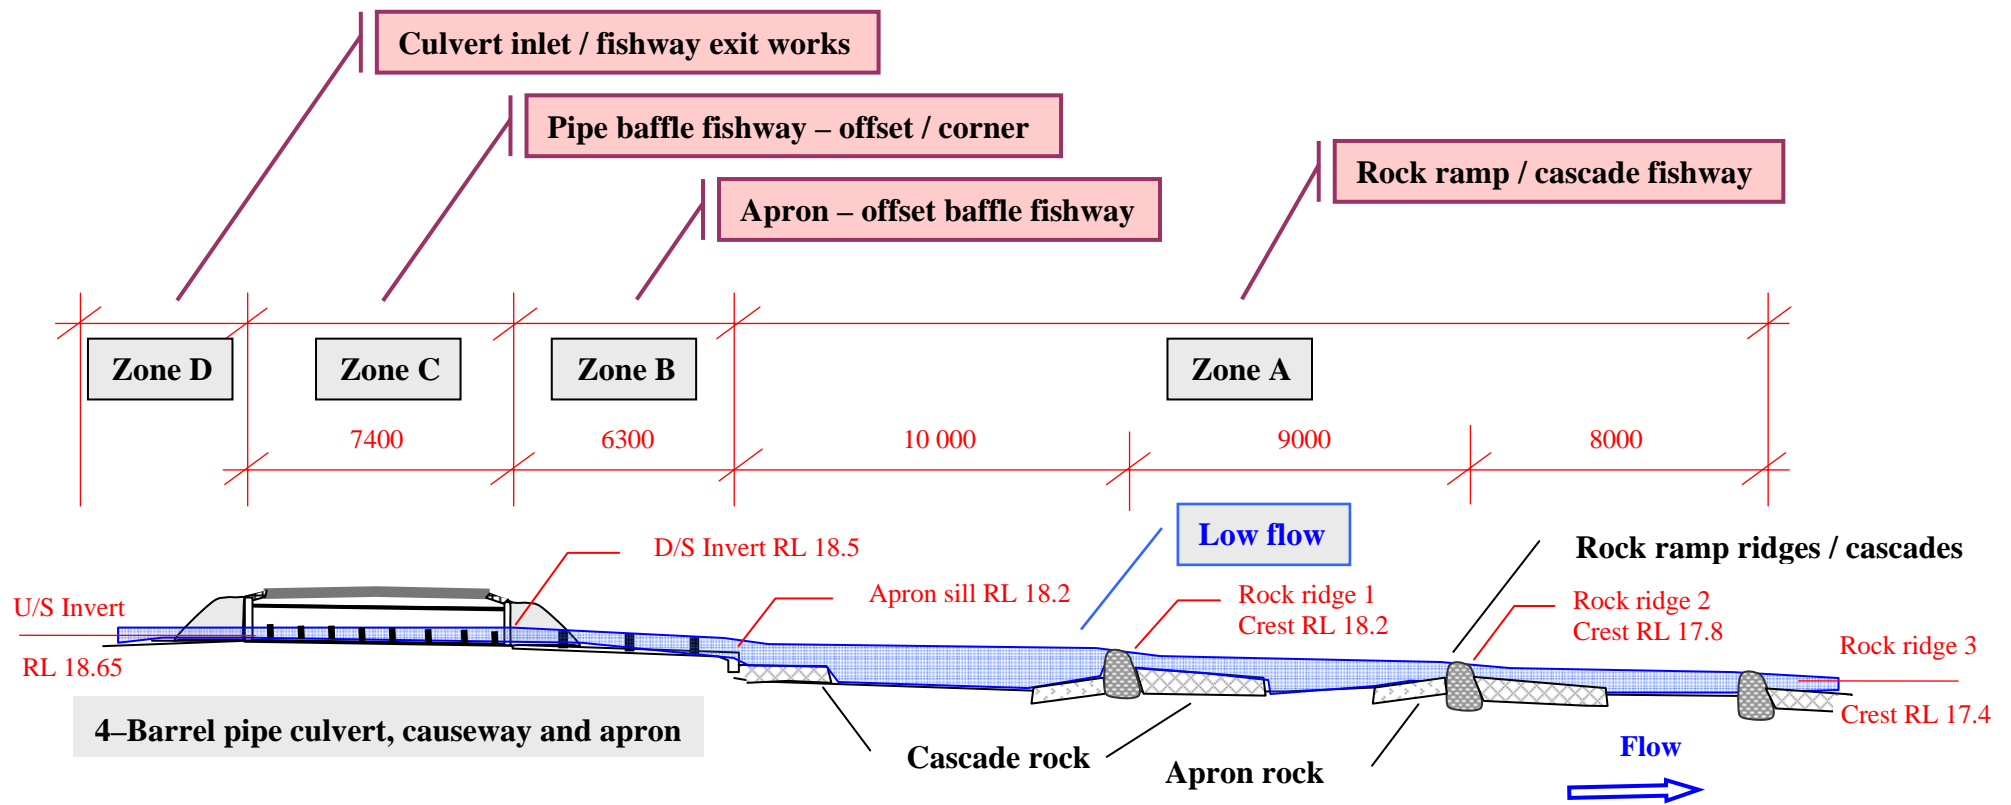 Culvert inlet / fishway exit works
Pipe baffle fishway – offset / corner
Rock ramp / cascade fishway
Apron – offset baffle fishway
Zone D
Zone C
Zone B
Zone A
7400
6300
10 000
9000
8000
Low flow
D/S Invert RL 18.5
Rock ramp ridges / cascades
U/S Invert
RL 18.65
Apron sill RL 18.2
Rock ridge 1
Crest RL 18.2
Rock ridge 2
Crest RL 17.8
Rock ridge 3
Crest RL 17.4
4–Barrel pipe culvert, causeway and apron
Cascade rock
Apron rock
Flow